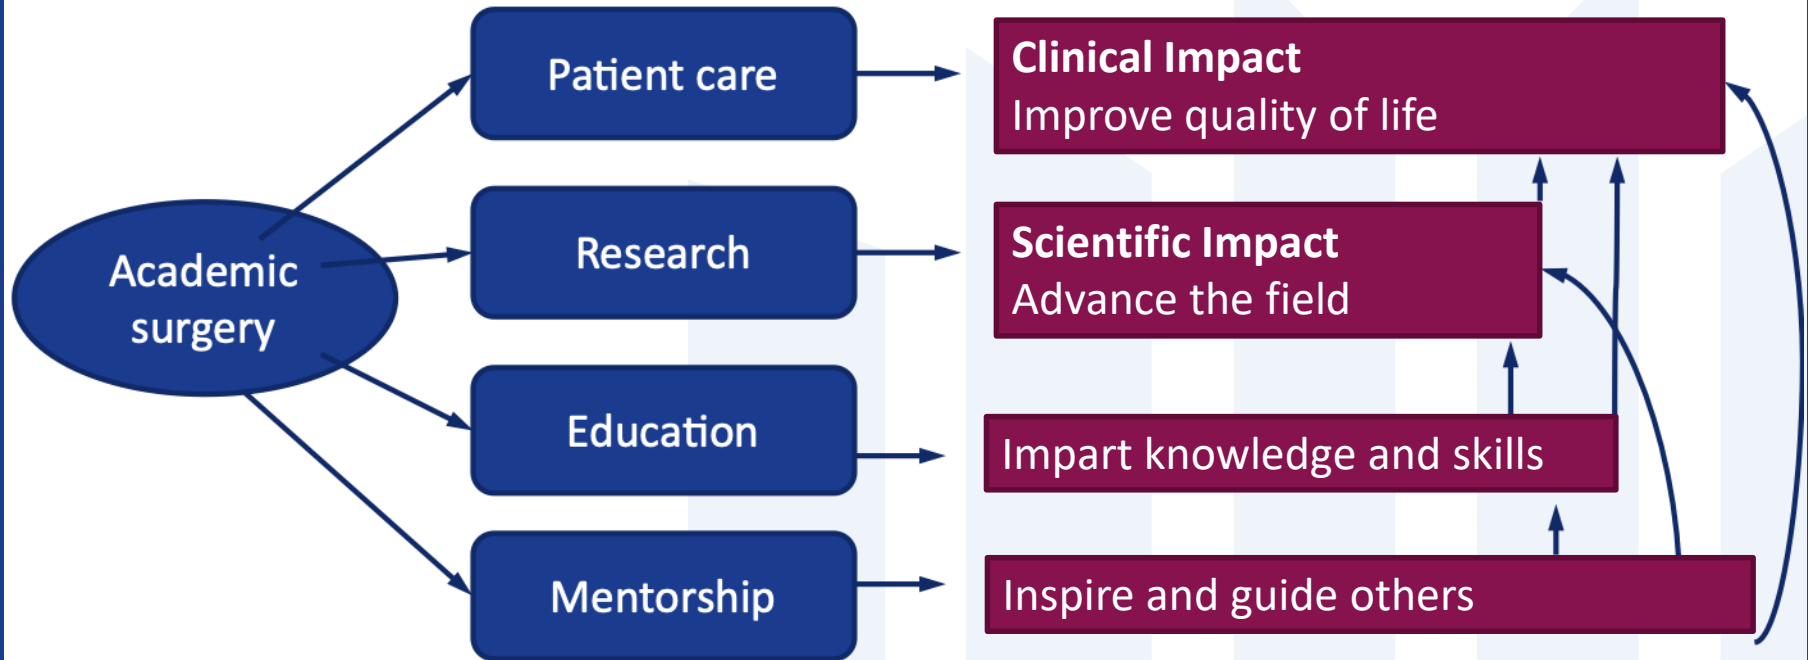 Academic
surgery
Patient care
Clinical Impact
Improve quality of life
Research
Scientific Impact
Advance the field
Education
Impart knowledge and skills
Mentorship
Inspire and guide others